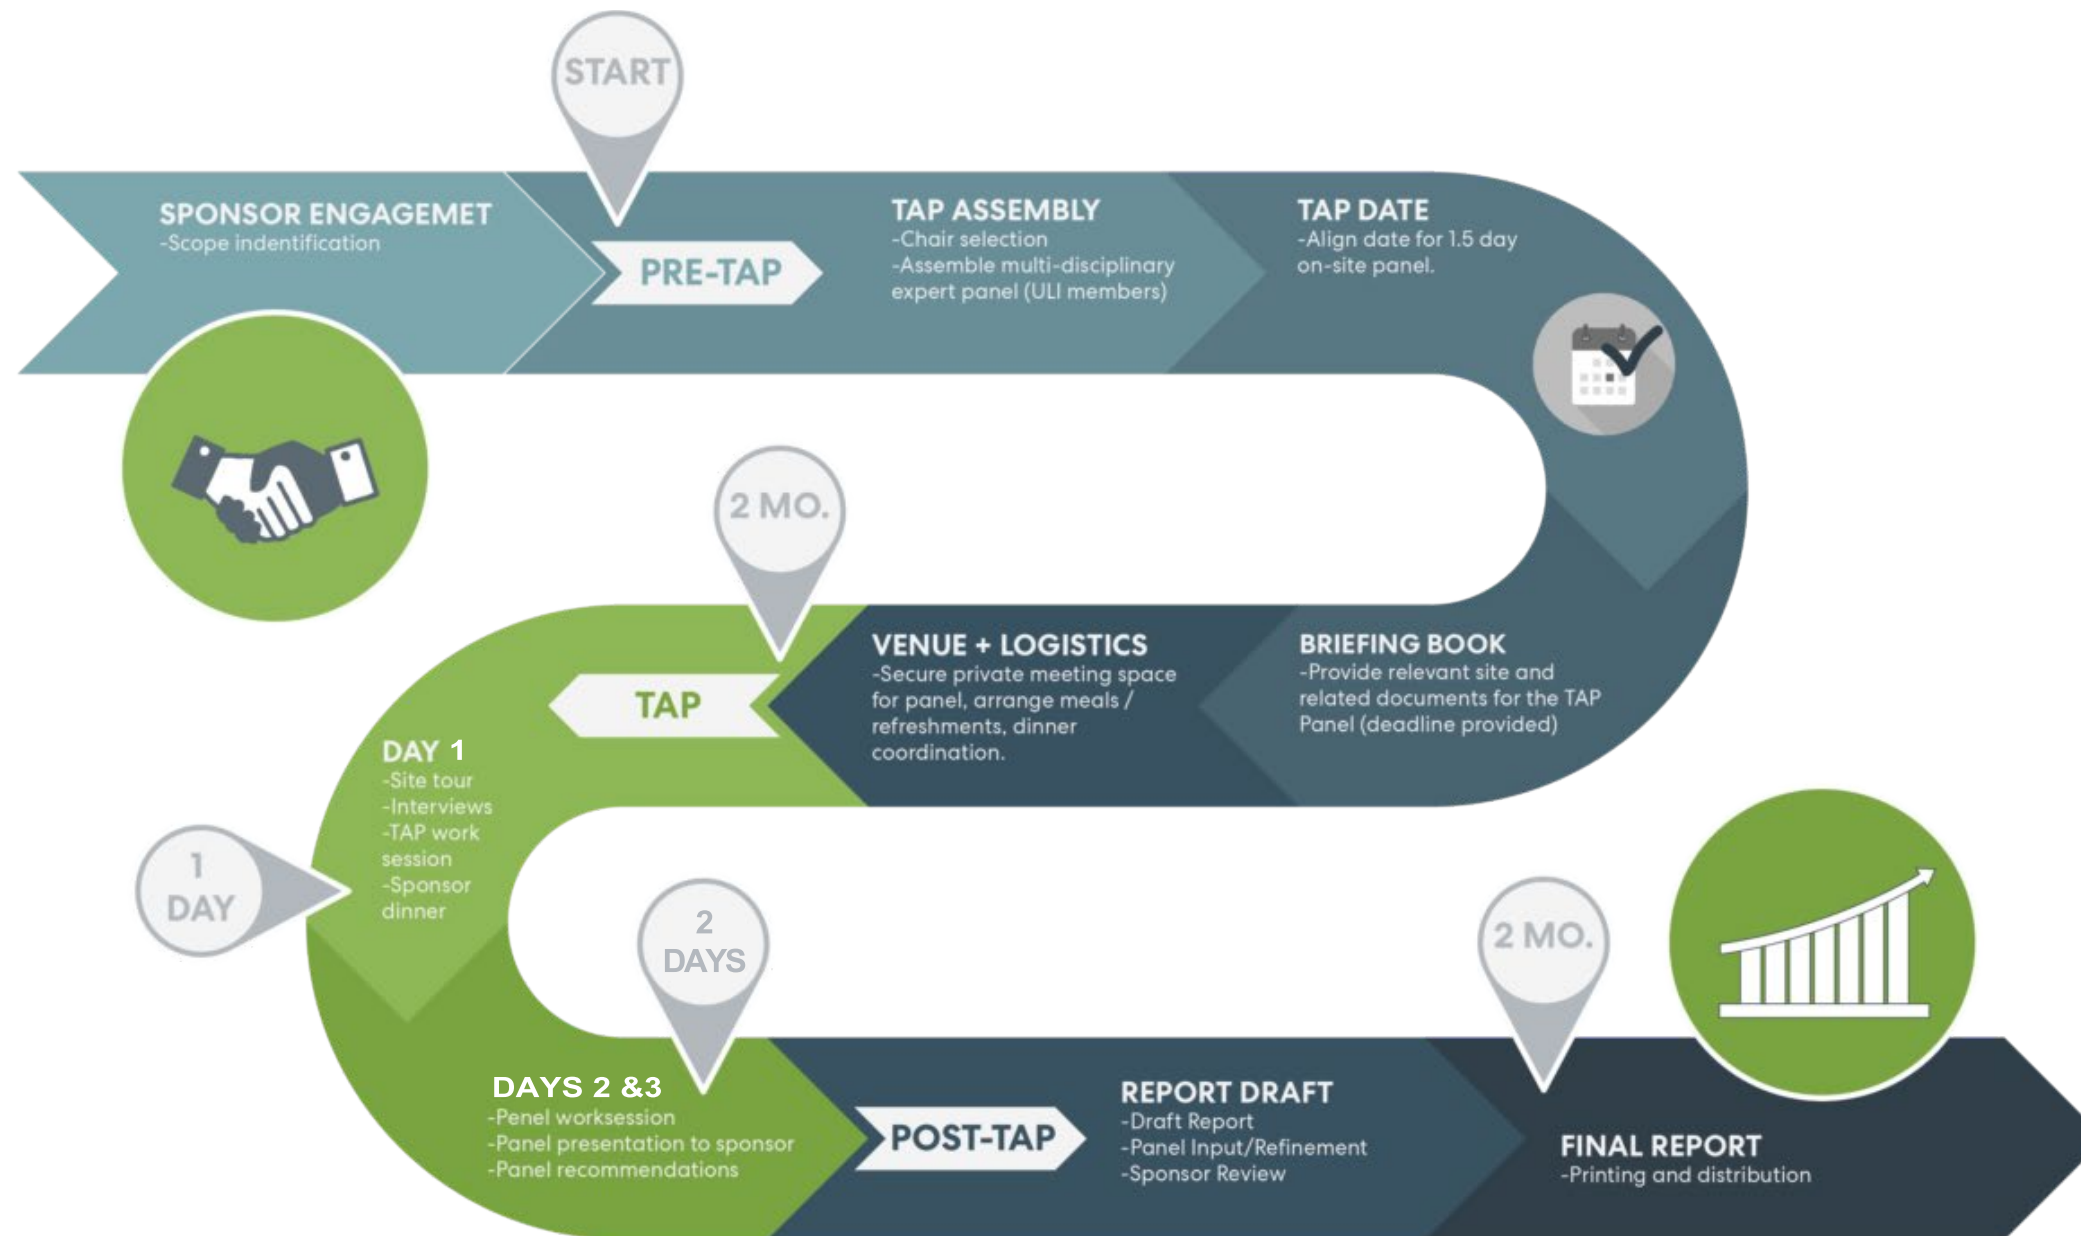 START
SPONSOR ENGAGEMET
-Scope indentification
PRE-TAP
TAP ASSEMBLY
-Chair selection
-Assemble multi-disciplinary
expert panel (ULI members)
TAP DATE
-Align date for 1.5 day
on-site panel.
BRIEFING BOOK
-Provide relevant site and
related documents for the TAP
Panel (deadline provided)
VENUE + LOGISTICS
-Secure private meeting space
for panel, arrange meals /
refreshments, dinner
coordination.
2 MO.
TAP
DAY 1
-Site tour
-Interviews
-TAP work
session
-Sponsor
dinner
1
DAY
DAYS 2 &3
-Penel worksession
-Panel presentation to sponsor
-Panel recommendations
2
DAYS
POST-TAP
REPORT DRAFT
-Draft Report
-Panel Input/Refinement
-Sponsor Review
2 MO.
FINAL REPORT
-Printing and distribution